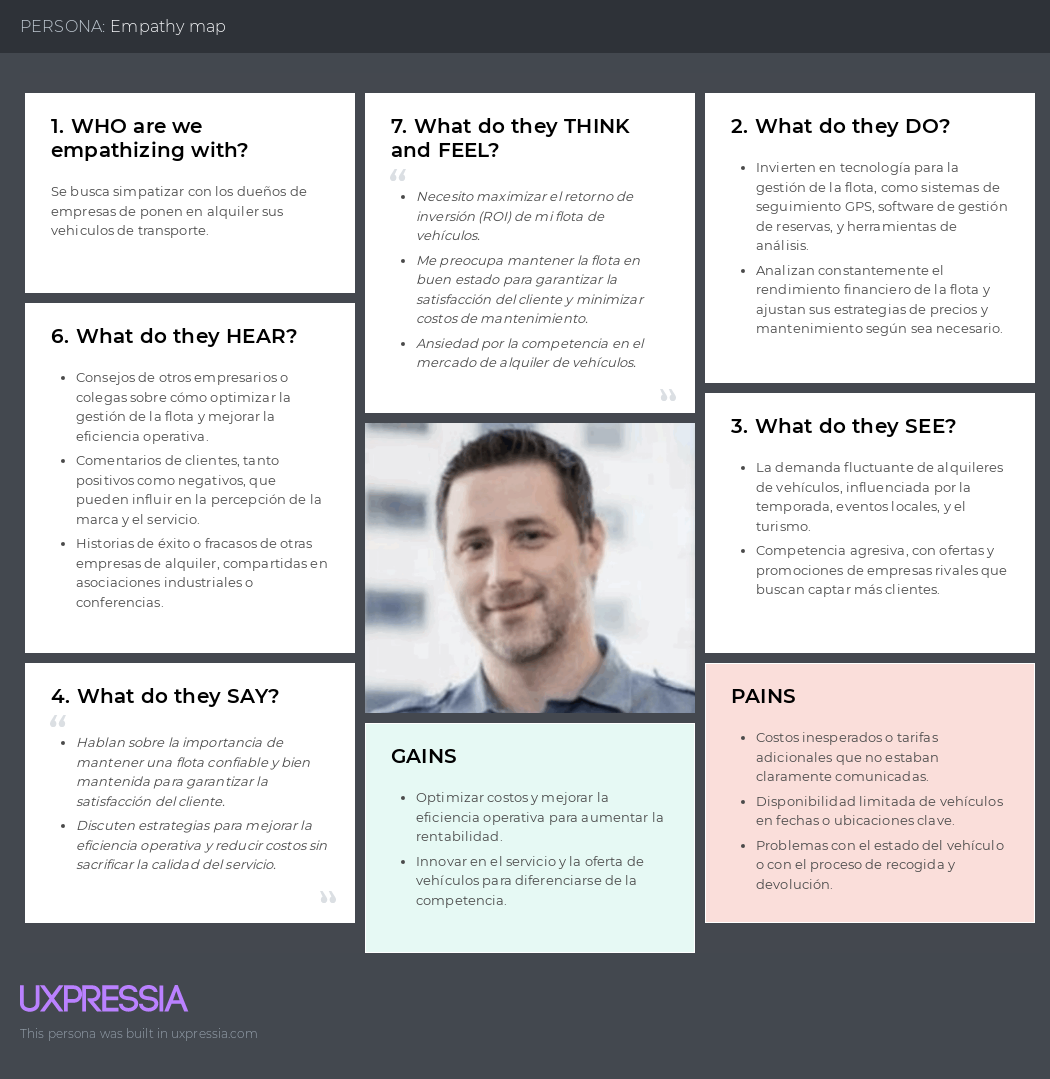 PERSONA: Empathy map
1. WHO are we
empathizing with?
Se busca simpatizar con los dueños de
empresas de ponen en alquiler sus
vehiculos de transporte.
6. What do they HEAR?
• Consejos de otros empresarios o
colegas sobre cómo optimizar la
gestión de la flota y mejorar la
eficiencia operativa.
• Comentarios de clientes, tanto
positivos como negativos, que
pueden influir en la percepción de la
marca y el servicio.
• Historias de éxito o fracasos de otras
empresas de alquiler, compartidas en
asociaciones industriales o
conferencias.
4. What do they SAY?
“
• Hablan sobre la importancia de
mantener una flota confiable y bien
mantenida para garantizar la
satisfacción del cliente.
• Discuten estrategias para mejorar la
eficiencia operativa y reducir costos sin
sacrificar la calidad del servicio.
”
7. What do they THINK
and FEEL?
“
• Necesito maximizar el retorno de
inversión (ROI) de mi flota de
vehículos.
• Me preocupa mantener la flota en
buen estado para garantizar la
satisfacción del cliente y minimizar
costos de mantenimiento.
• Ansiedad por la competencia en el
mercado de alquiler de vehículos.
”
GAINS
• Optimizar costos y mejorar la
eficiencia operativa para aumentar la
rentabilidad.
• Innovar en el servicio y la oferta de
vehículos para diferenciarse de la
competencia.
2. What do they DO?
• Invierten en tecnología para la
gestión de la flota, como sistemas de
seguimiento GPS, software de gestión
de reservas, y herramientas de
análisis.
• Analizan constantemente el
rendimiento financiero de la flota y
ajustan sus estrategias de precios y
mantenimiento según sea necesario.
3. What do they SEE?
• La demanda fluctuante de alquileres
de vehículos, influenciada por la
temporada, eventos locales, y el
turismo.
• Competencia agresiva, con ofertas y
promociones de empresas rivales que
buscan captar más clientes.
PAINS
• Costos inesperados o tarifas
adicionales que no estaban
claramente comunicadas.
• Disponibilidad limitada de vehículos
en fechas o ubicaciones clave.
• Problemas con el estado del vehículo
o con el proceso de recogida y
devolución.
UXPRESSIA
This persona was built in uxpressia.com